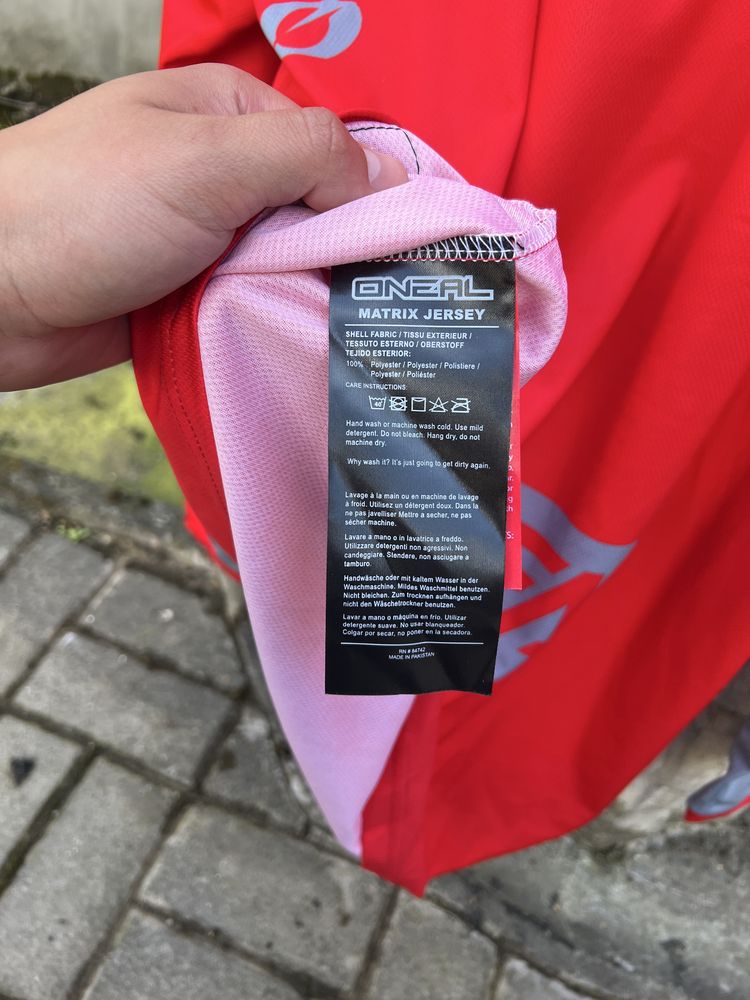 ONEAL
MATRIX JERSEY
SHELL FABRIC / TISSU EXTERIEUR /
TESSUTO ESTERNO / OBERSTOFF
TEJIDO ESTERIOR:
100% Polyester / Polyester / Polistiere /
Polyester / Poliéster
CARE INSTRUCTIONS:
40
Hand wash or machine wash cold. Use mild
detergent. Do not bleach. Hang dry, do not
machine dry.
Why wash it? It's just going to get dirty again.
Lavage à la main ou en machine de lavage
à froid. Utilisez un détergent doux. Dans la
ne pas javelliser Mettre a secher, ne pas
sécher machine.
Lavare a mano o in lavatrice a freddo.
Utilizzare detergenti non agressivi. Non
candeggiare. Stendere, non asciugare a
tamburo.
Handwäsche oder mit kaltem Wasser in der
Waschmaschine. Mildes Waschmittel benutzen.
Nicht bleichen. Zum trocknen aufhängen und
nicht den Wäschetrockner benutzen.
Lavar a mano o máquina en frío. Utilizar
detergente suave. No usar blanqueador.
Colgar por secar, no poner en la secadora.
RN # 84742
MADE IN PAKISTAN